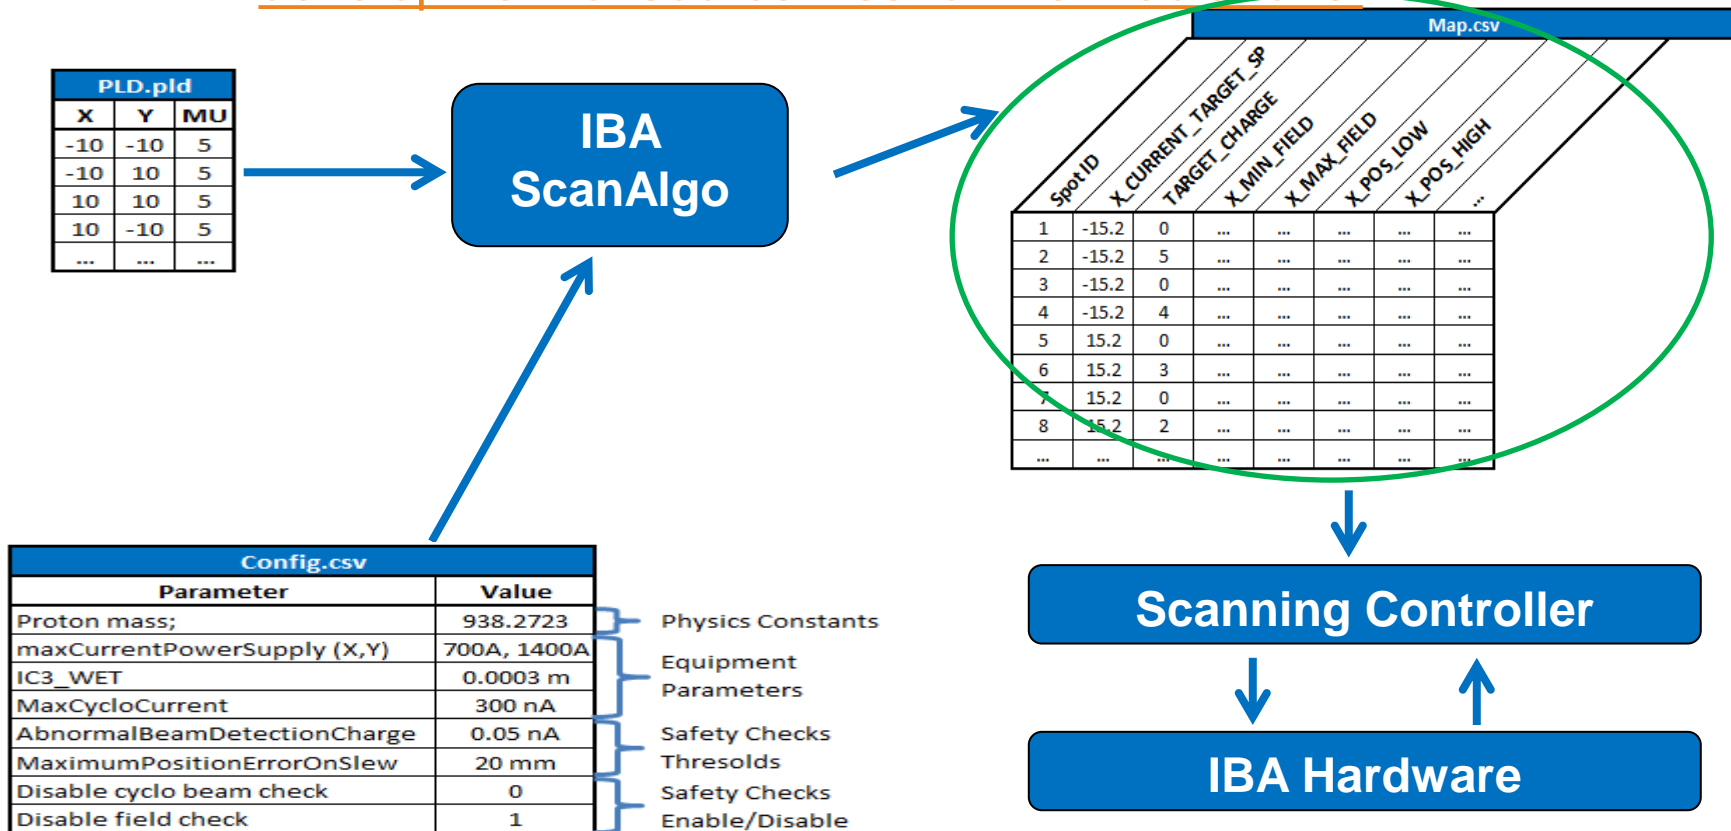 Map.csv
PLD.pld
X Y MU
-10 -10 5
-10 10 5
10 10 5
10 -10 5
... ... ...
IBA
ScanAlgo
Spot ID
X_CURRENT_TARGET_SP
TARGET_CHARGE
X_MIN_FIELD
X_MAX_FIELD
X_POS_LOW
X_POS_HIGH
...
1 -15.2 0 ... ... ... ... ...
2 -15.2 5 ... ... ... ... ...
3 -15.2 0 ... ... ... ... ...
4 -15.2 4 ... ... ... ... ...
5 15.2 0 ... ... ... ... ...
6 15.2 3 ... ... ... ... ...
7 15.2 0 ... ... ... ... ...
8 15.2 2 ... ... ... ... ...
... ... ... ... ... ... ... ...
Config.csv
Parameter Value
Proton mass; 938.2723
maxCurrentPowerSupply (X,Y) 700A, 1400A
IC3_WET 0.0003 m
MaxCycloCurrent 300 nA
AbnormalBeamDetectionCharge 0.05 nA
MaximumPositionErrorOnSlew 20 mm
Disable cyclo beam check 0
Disable field check 1
Physics Constants
Equipment
Parameters
Safety Checks
Thresolds
Safety Checks
Enable/Disable
Scanning Controller
IBA Hardware